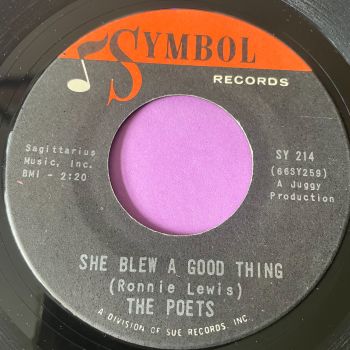 SYMBOL
RECORDS
Sagittarius
Music, Inc.
BMI - 2:20
SY 214
(66SY259)
A Juggy
Production
SHE BLEW A GOOD THING
(Ronnie Lewis)
THE POETS
A DIVISION OF SUE RECORDS INC